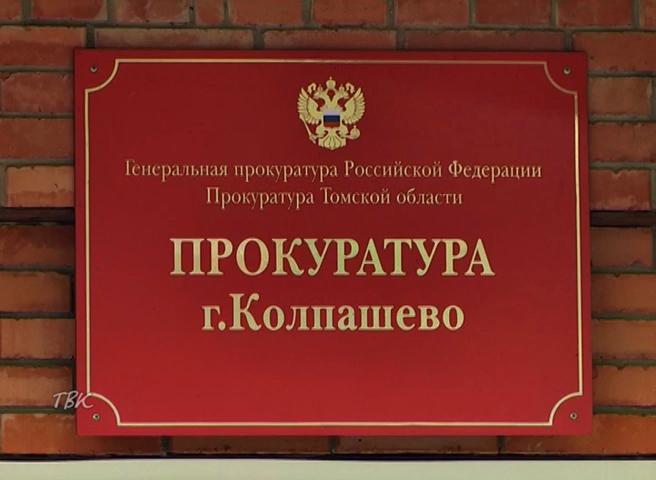 Генеральная прокуратура Российской Федерации
Прокуратура Томской области
ПРОКУРАТУРА
г.Колпашево
ТВК